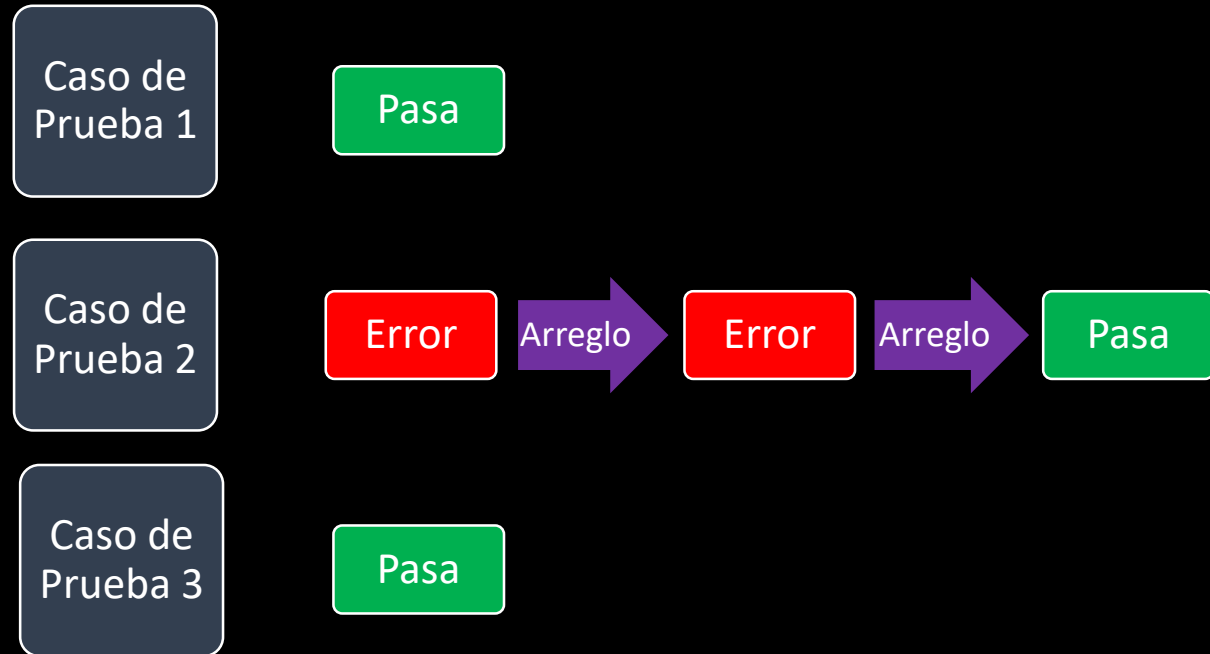 Caso de
Prueba 1
Pasa
Caso de
Prueba 2
Error
Arreglo
Error
Arreglo
Pasa
Caso de
Prueba 3
Pasa